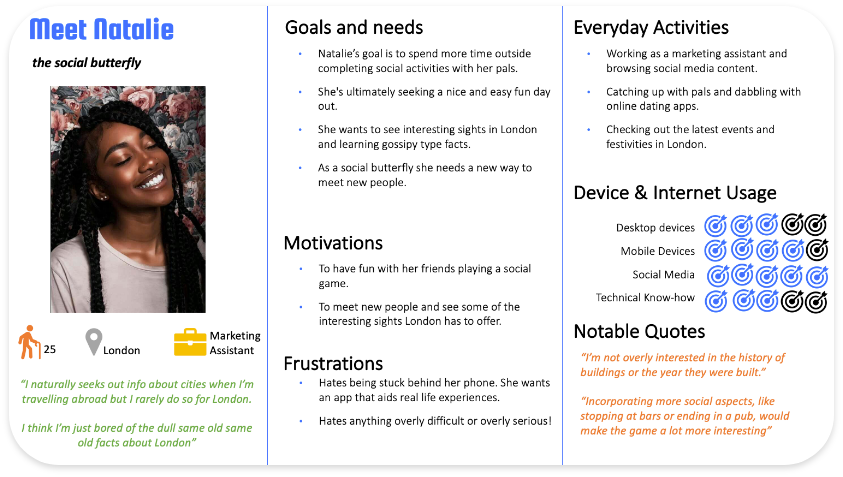 Meet Natalie
the social butterfly
25
London
Marketing
Assistant
“I naturally seeks out info about cities when I’m
travelling abroad but I rarely do so for London.
I think I’m just bored of the dull same old same
old facts about London”
Goals and needs
• Natalie’s goal is to spend more time outside
completing social activities with her pals.
• She's ultimately seeking a nice and easy fun day
out.
• She wants to see interesting sights in London
and learning gossipy type facts.
• As a social butterfly she needs a new way to
meet new people.
Motivations
• To have fun with her friends playing a social
game.
• To meet new people and see some of the
interesting sights London has to offer.
Frustrations
• Hates being stuck behind her phone. She wants
an app that aids real life experiences.
• Hates anything overly difficult or overly serious!
Everyday Activities
• Working as a marketing assistant and
browsing social media content.
• Catching up with pals and dabbling with
online dating apps.
• Checking out the latest events and
festivities in London.
Device & Internet Usage
Desktop devices
Mobile Devices
Social Media
Technical Know-how
Notable Quotes
“I’m not overly interested in the history of
buildings or the year they were built.”
“Incorporating more social aspects, like
stopping at bars or ending in a pub, would
make the game a lot more interesting”